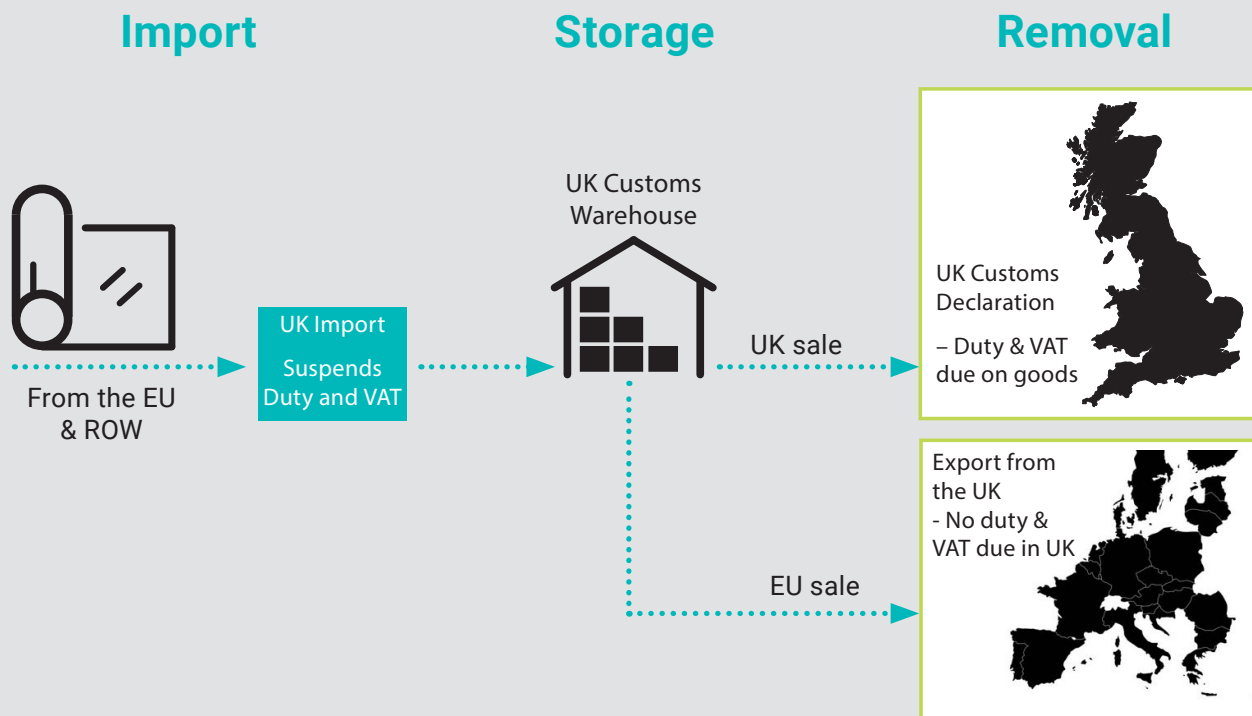 Import
Storage
Removal
From the EU
& ROW
UK Import
Suspends
Duty and VAT
UK Customs
Warehouse
UK sale
EU sale
UK Customs
Declaration
– Duty & VAT
due on goods
Export from
the UK
- No duty &
VAT due in UK